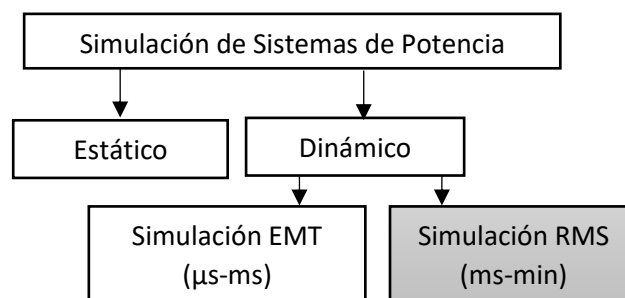 Simulación de Sistemas de Potencia
Estático
Dinámico
Simulación EMT
(µs-ms)
Simulación RMS
(ms-min)